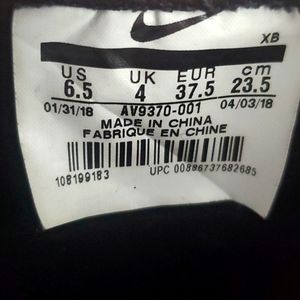 XB
US UK EUR cm
6.5 4 37.5 23.5
01/31/18 AV9370-001 04/03/18
MADE IN CHINA
FABRIQUE EN CHINE
108199183 UPC 00886737682685